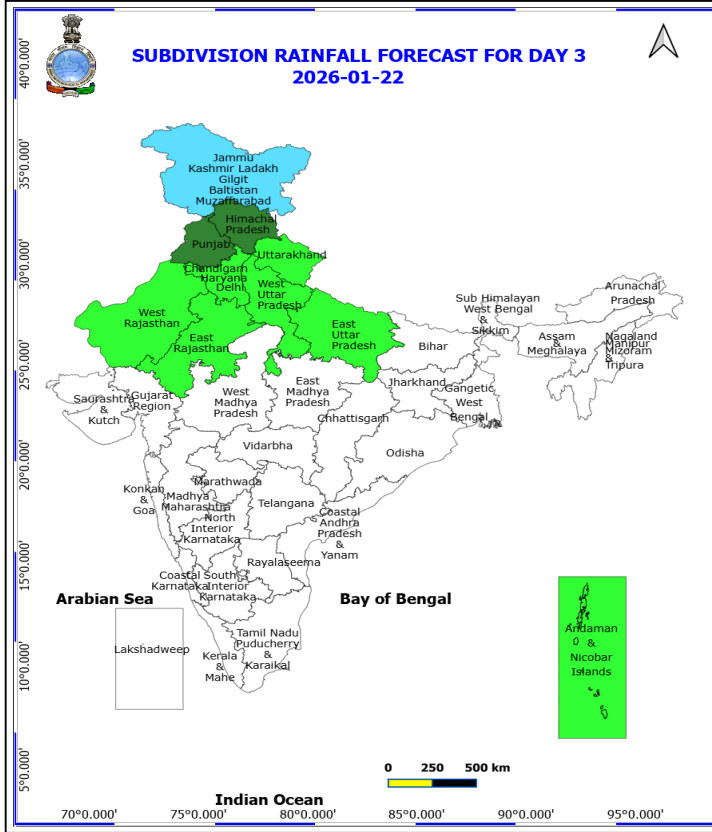 SUBDIVISION RAINFALL FORECAST FOR DAY 3
2026-01-22
40°0.000'
35°0.000'
30°0.000'
25°0.000'
20°0.000'
15°0.000'
10°0.000'
5°0.000'
Jammu
Kashmir Ladakh
Gilgit
Baltistan
Muzaffarabad
Himachal
Pradesh
Punjab
Uttarakhand
Chandigarh
Haryana
Delhi
West
Uttar
Pradesh
West
Rajasthan
East
Rajasthan
East
Uttar
Pradesh
Bihar
Sub Himalayan
West Bengal
&
Sikkim
Arunachal
Pradesh
Assam
&
Meghalaya
Nagaland
Manipur
Mizoram
&
Tripura
Saurashtra
&
Kutch
Gujarat
Region
West
Madhya
Pradesh
East
Madhya
Pradesh
Jharkhand
Gangetic
West
Bengal
Chhattisgarh
Odisha
Vidarbha
Konkan
&
Goa
Madhya
Maharashtra
Marathwada
Telangana
North
Interior
Karnataka
Coastal
Andhra
Pradesh
&
Yanam
Rayalaseema
Coastal
Karnataka
South
Interior
Karnataka
Arabian Sea
Bay of Bengal
Lakshadweep
Kerala
&
Mahe
Tamil Nadu
Puducherry
&
Karaikal
Andaman
&
Nicobar
Islands
0 250 500 km
Indian Ocean
70°0.000' 75°0.000' 80°0.000' 85°0.000' 90°0.000' 95°0.000'